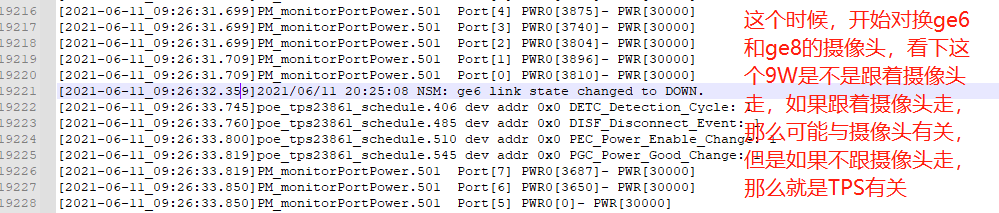 19216 [2021-06-11_09:26:31.699]PM_monitorPortPower.501 Port[4] PWR0[3875]- PWR[30000]
19217 [2021-06-11_09:26:31.699]PM_monitorPortPower.501 Port[3] PWR0[3740]- PWR[30000]
19218 [2021-06-11_09:26:31.699]PM_monitorPortPower.501 Port[2] PWR0[3804]- PWR[30000]
19219 [2021-06-11_09:26:31.709]PM_monitorPortPower.501 Port[1] PWR0[3896]- PWR[30000]
19220 [2021-06-11_09:26:31.709]PM_monitorPortPower.501 Port[0] PWR0[3810]- PWR[30000]
19221 [2021-06-11_09:26:32.359]2021/06/11 20:25:08 NSM: ge6 link state changed to DOWN.
19222 [2021-06-11_09:26:33.745]poe_tps23861_schedule.406 dev addr 0x0 DETC_Detection_Cycle:
19223 [2021-06-11_09:26:33.760]poe_tps23861_schedule.485 dev addr 0x0 DISF_Disconnect_Event:
19224 [2021-06-11_09:26:33.800]poe_tps23861_schedule.510 dev addr 0x0 PEC_Power_Enable_Change:
19225 [2021-06-11_09:26:33.819]poe_tps23861_schedule.545 dev addr 0x0 PGC_Power_Good_Change:
19226 [2021-06-11_09:26:33.819]PM_monitorPortPower.501 Port[7] PWR0[3687]- PWR[30000]
19227 [2021-06-11_09:26:33.850]PM_monitorPortPower.501 Port[6] PWR0[3650]- PWR[30000]
19228 [2021-06-11_09:26:33.850]PM_monitorPortPower.501 Port[5] PWR0[0]- PWR[30000]
这个时候，开始对换ge6
和ge8的摄像头，看下这
个9W是不是跟着摄像头
走，如果跟着摄像头走，
那么可能与摄像头有关，
但是如果不跟摄像头走，
那么就是TPS有关